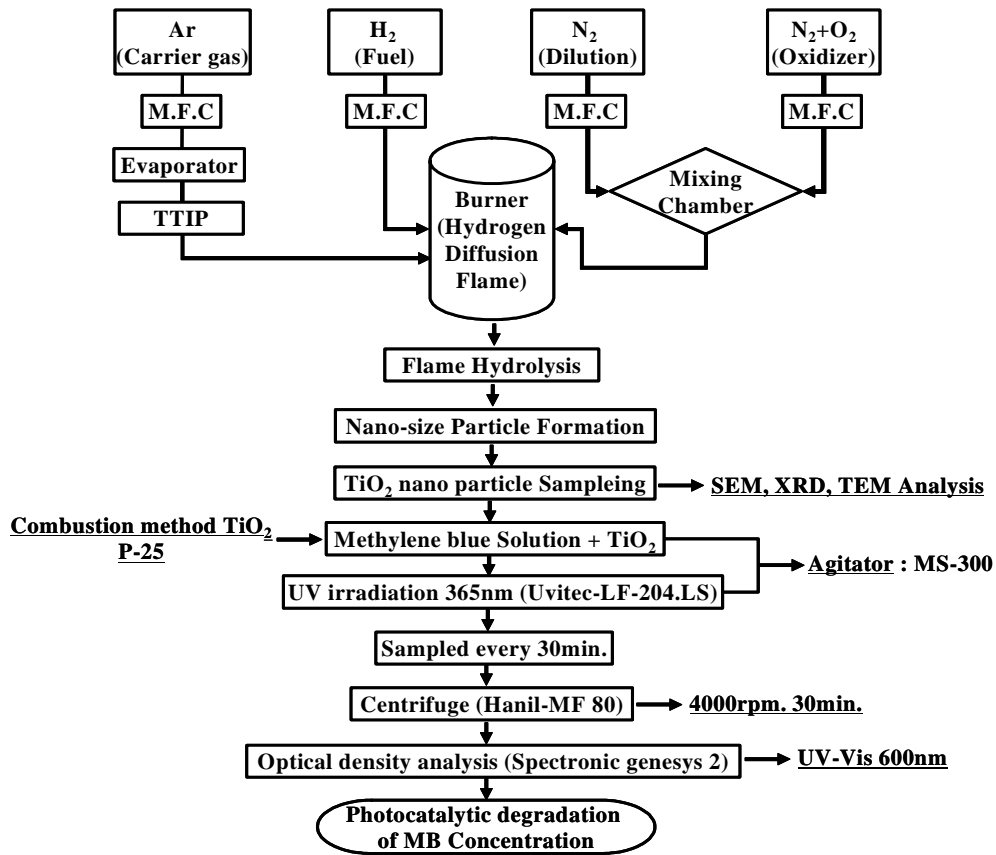 Ar
(Carrier gas)
H2
(Fuel)
N2
(Dilution)
N2+O2
(Oxidizer)
M.F.C
M.F.C
M.F.C
M.F.C
Evaporator
TTIP
Burner
(Hydrogen
Diffusion
Flame)
Mixing
Chamber
Flame Hydrolysis
Nano-size Particle Formation
TiO2 nano particle Sampleing
SEM, XRD, TEM Analysis
Combustion method TiO2
P-25
Methylene blue Solution + TiO2
Agitator : MS-300
UV irradiation 365nm (Uvitec-LF-204.LS)
Sampled every 30min.
Centrifuge (Hanil-MF 80)
4000rpm. 30min.
Optical density analysis (Spectronic genesys 2)
UV-Vis 600nm
Photocatalytic degradation
of MB Concentration